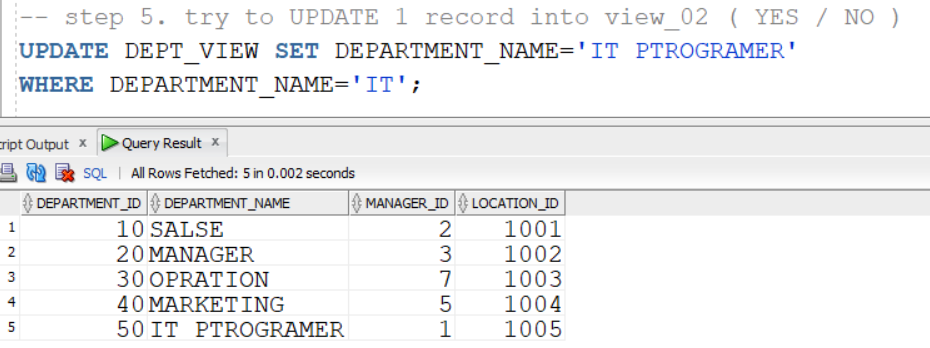 -- step 5. try to UPDATE 1 record into view_02 ( YES / NO )
UPDATE DEPT_VIEW SET DEPARTMENT_NAME='IT PTROGRAMER'
WHERE DEPARTMENT_NAME='IT';
cript Output x Query Result x
SQL | All Rows Fetched: 5 in 0.002 seconds
DEPARTMENT_ID DEPARTMENT_NAME MANAGER_ID LOCATION_ID
1 10 SALSE 2 1001
2 20 MANAGER 3 1002
3 30 OPRATION 7 1003
4 40 MARKETING 5 1004
5 50 IT PTROGRAMER 1 1005